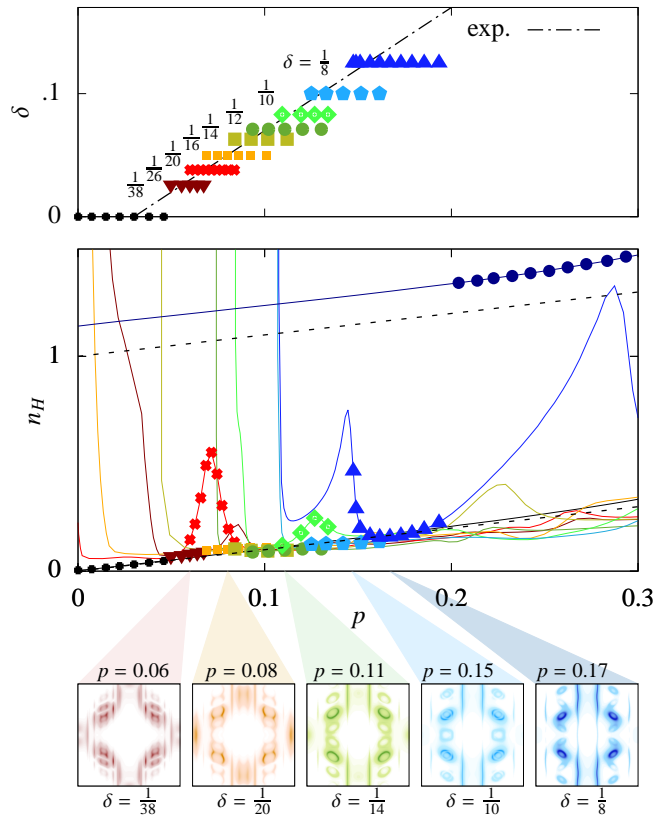 exp.
δ = 1/8
1/10
1/12
1/14
1/16
1/20
1/26
1/38
.1
δ
0
1
n_H
0
0 0.1 0.2 0.3
p
p = 0.06 p = 0.08 p = 0.11 p = 0.15 p = 0.17
δ = 1/38 δ = 1/20 δ = 1/14 δ = 1/10 δ = 1/8